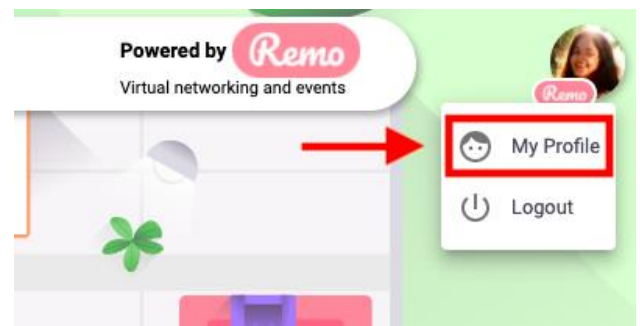 Powered by Remo
Virtual networking and events
Remo
My Profile
Logout